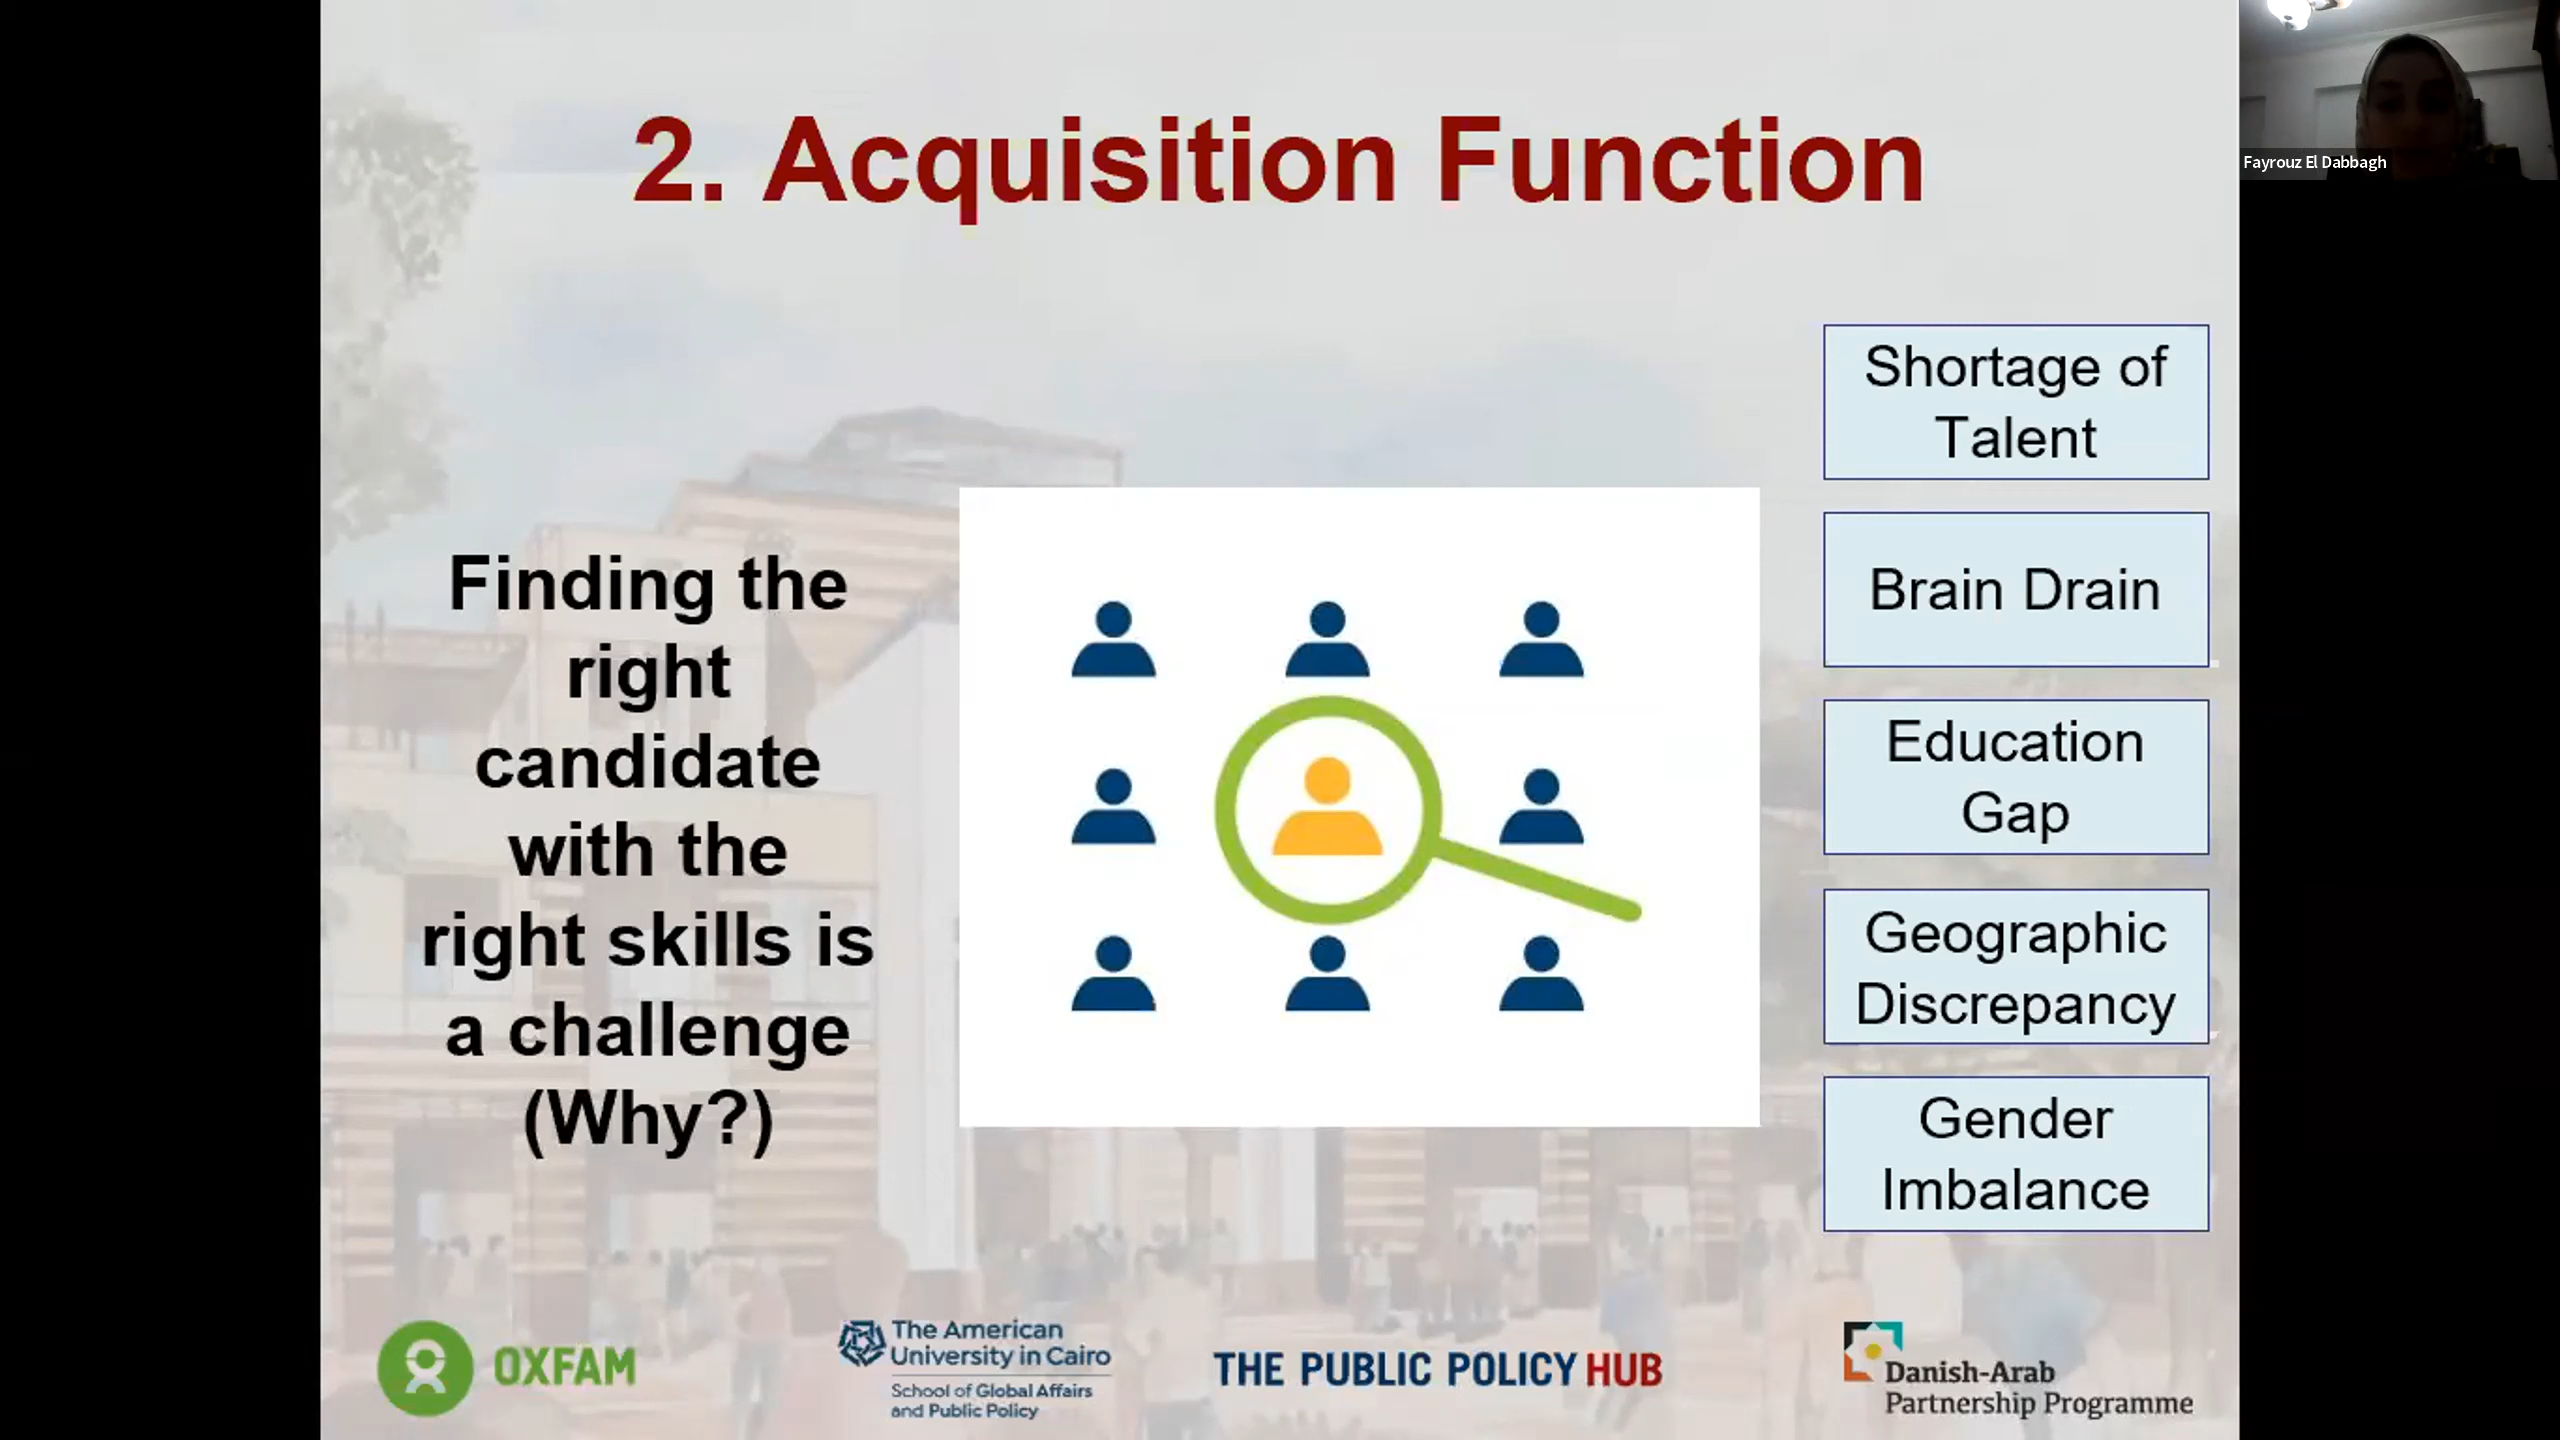 2. Acquisition Function
Fayrouz El Dabbagh
Finding the
right
candidate
with the
right skills is
a challenge
(Why?)
Shortage of
Talent
Brain Drain
Education
Gap
Geographic
Discrepancy
Gender
Imbalance
OXFAM
The American
University in Cairo
School of Global Affairs
and Public Policy
THE PUBLIC POLICY HUB
Danish-Arab
Partnership Programme